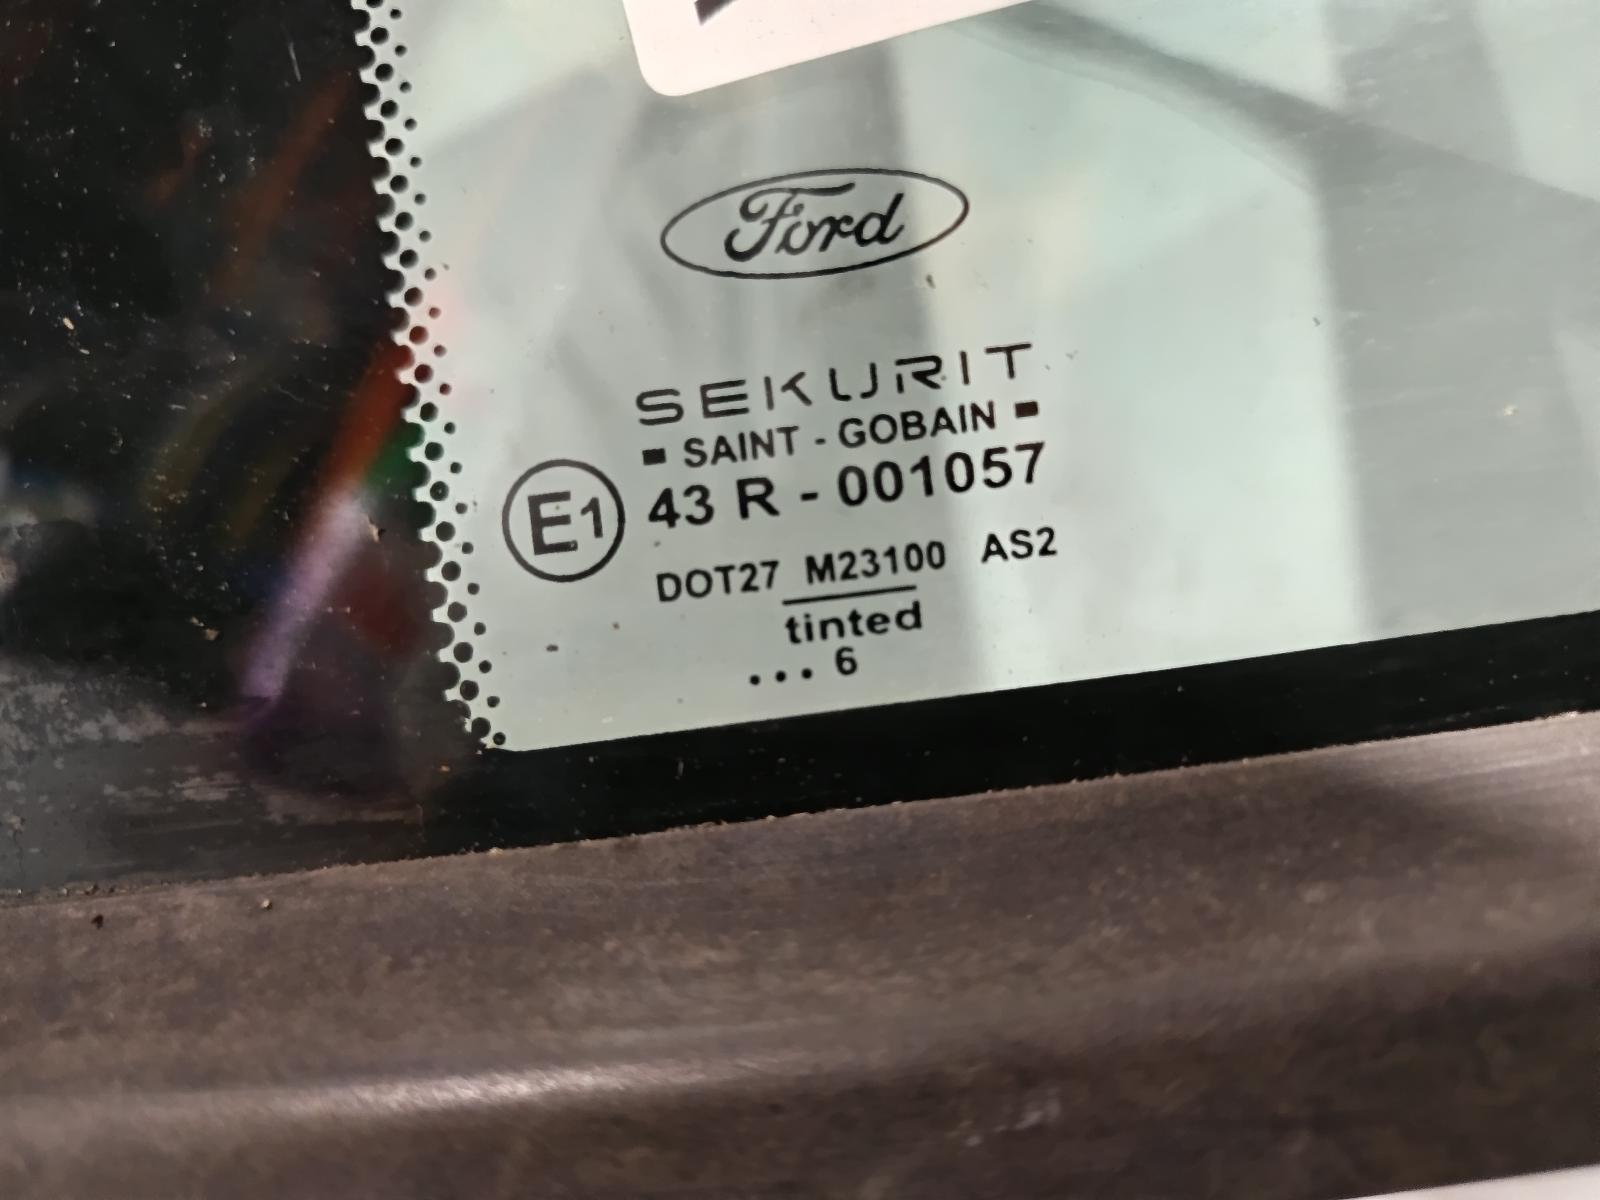 Ford
SEKURIT
SAINT - GOBAIN
E1
43 R - 001057
DOT27 M23100 AS2
tinted
... 6